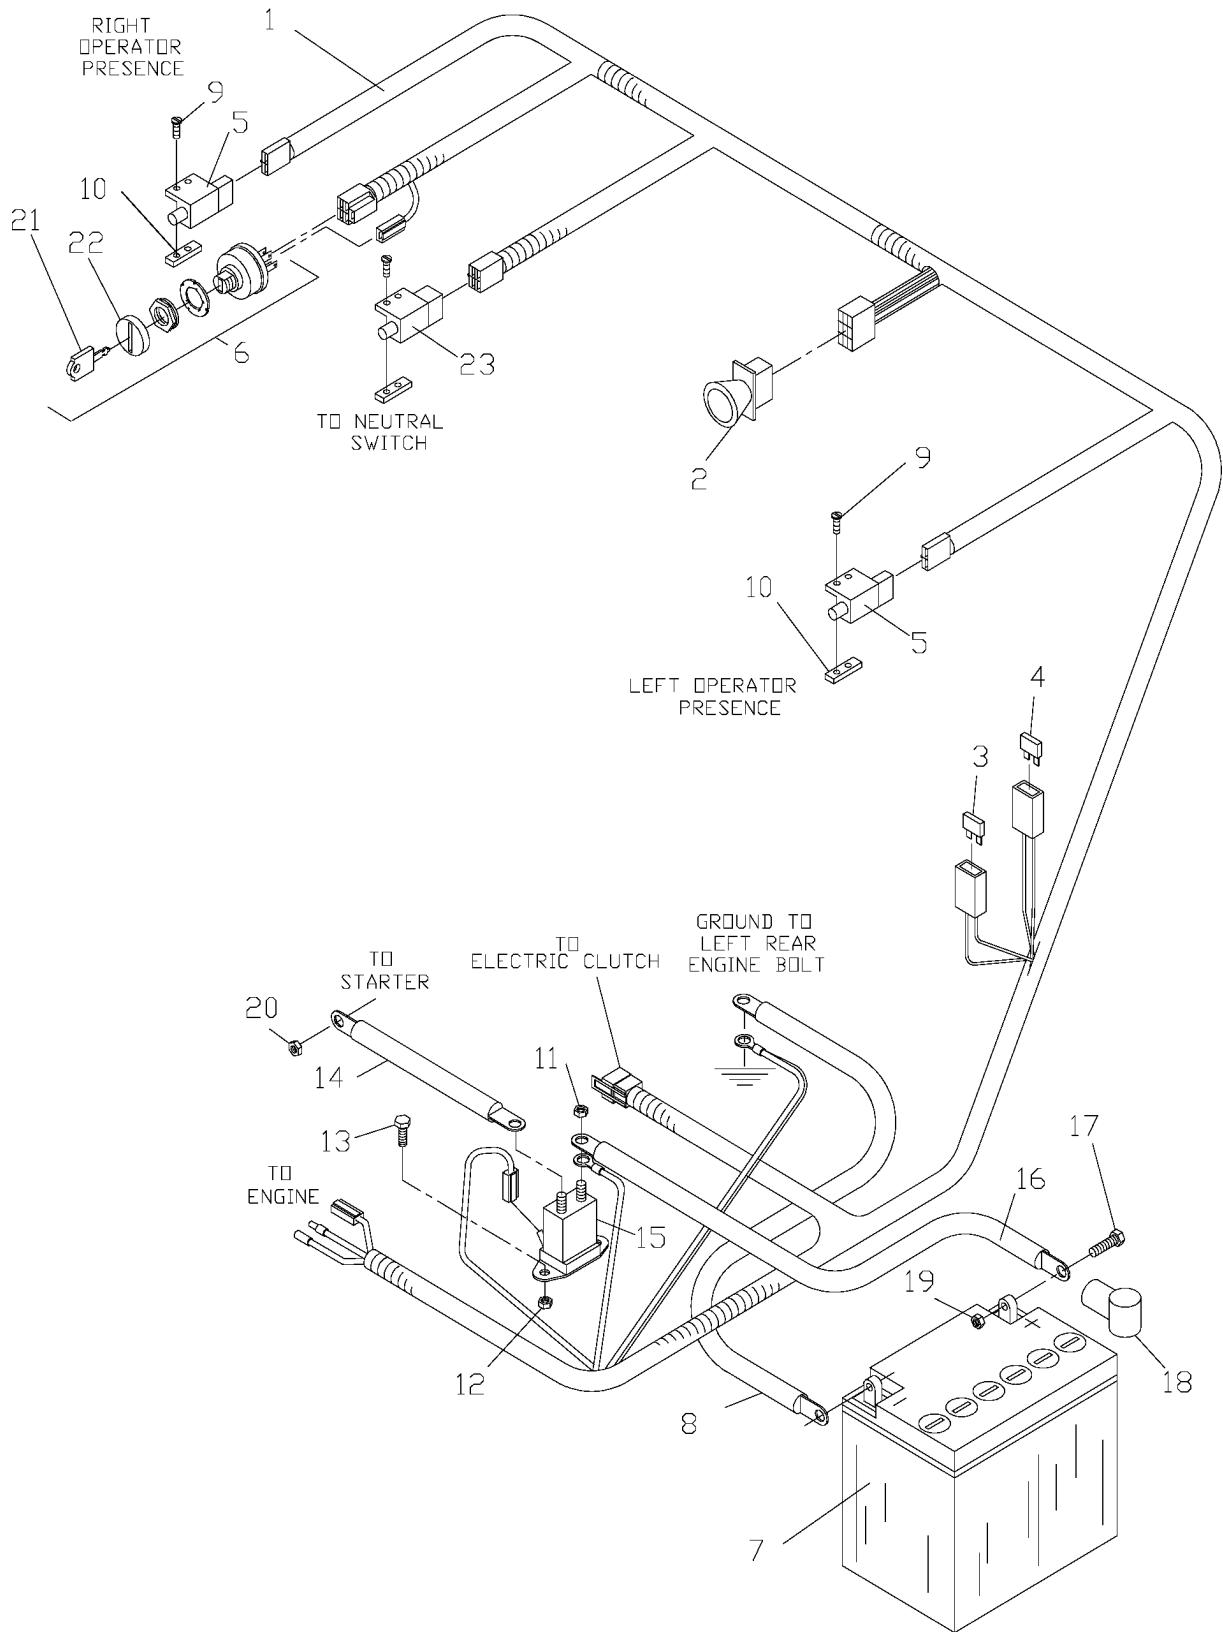 RIGHT
OPERATOR
PRESENCE
1
9
5
10
21
22
6
23
TO NEUTRAL
SWITCH
2
9
10
5
LEFT OPERATOR
PRESENCE
4
3
GROUND TO
LEFT REAR
ENGINE BOLT
TO
ELECTRIC CLUTCH
TO
STARTER
20
14
11
13
TO
ENGINE
15
12
17
16
19
18
8
7
+
-